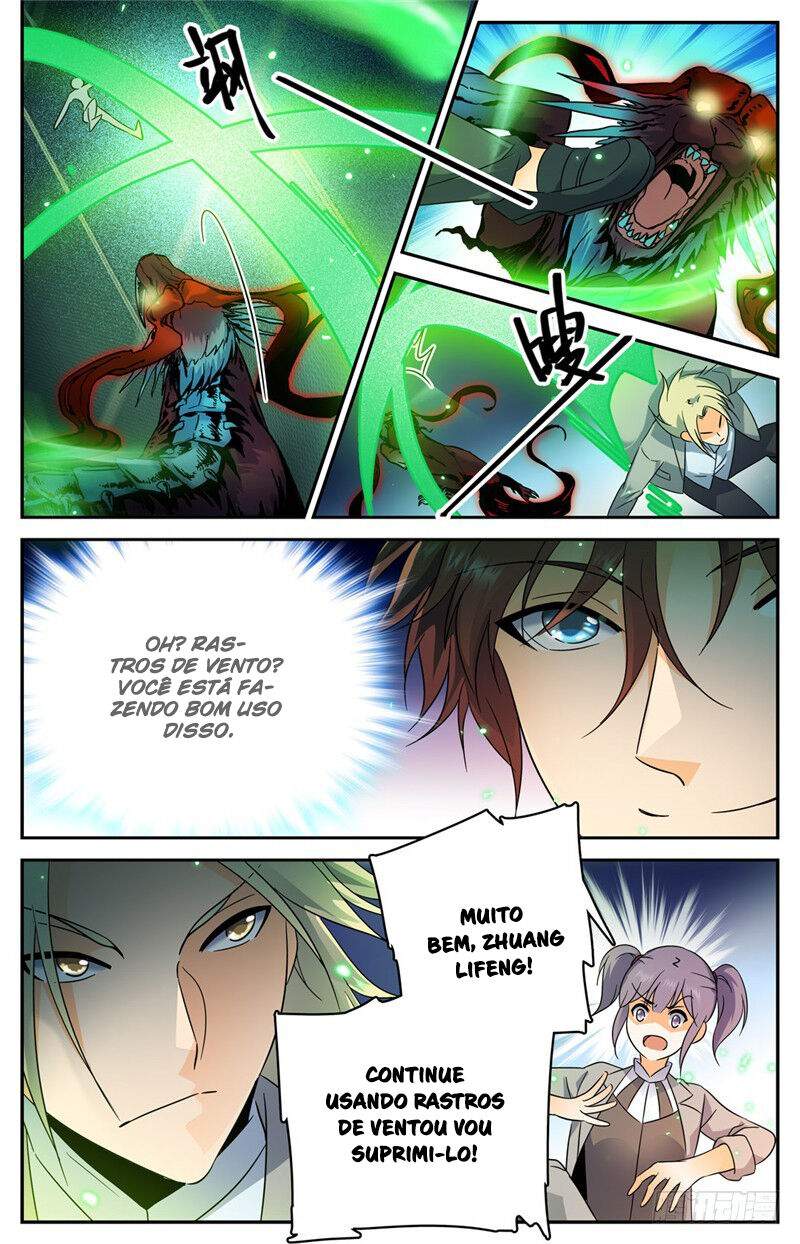 飒
嗖
OH? RAS-
TROS DE VENTO?
VOCÊ ESTÁ FA-
ZENDO BOM USO
DISSO.
MUITO
BEM, ZHUANG
LIFENG!
CONTINUE
USANDO RASTROS
DE VENTOU VOU
SUPRIMI-LO!